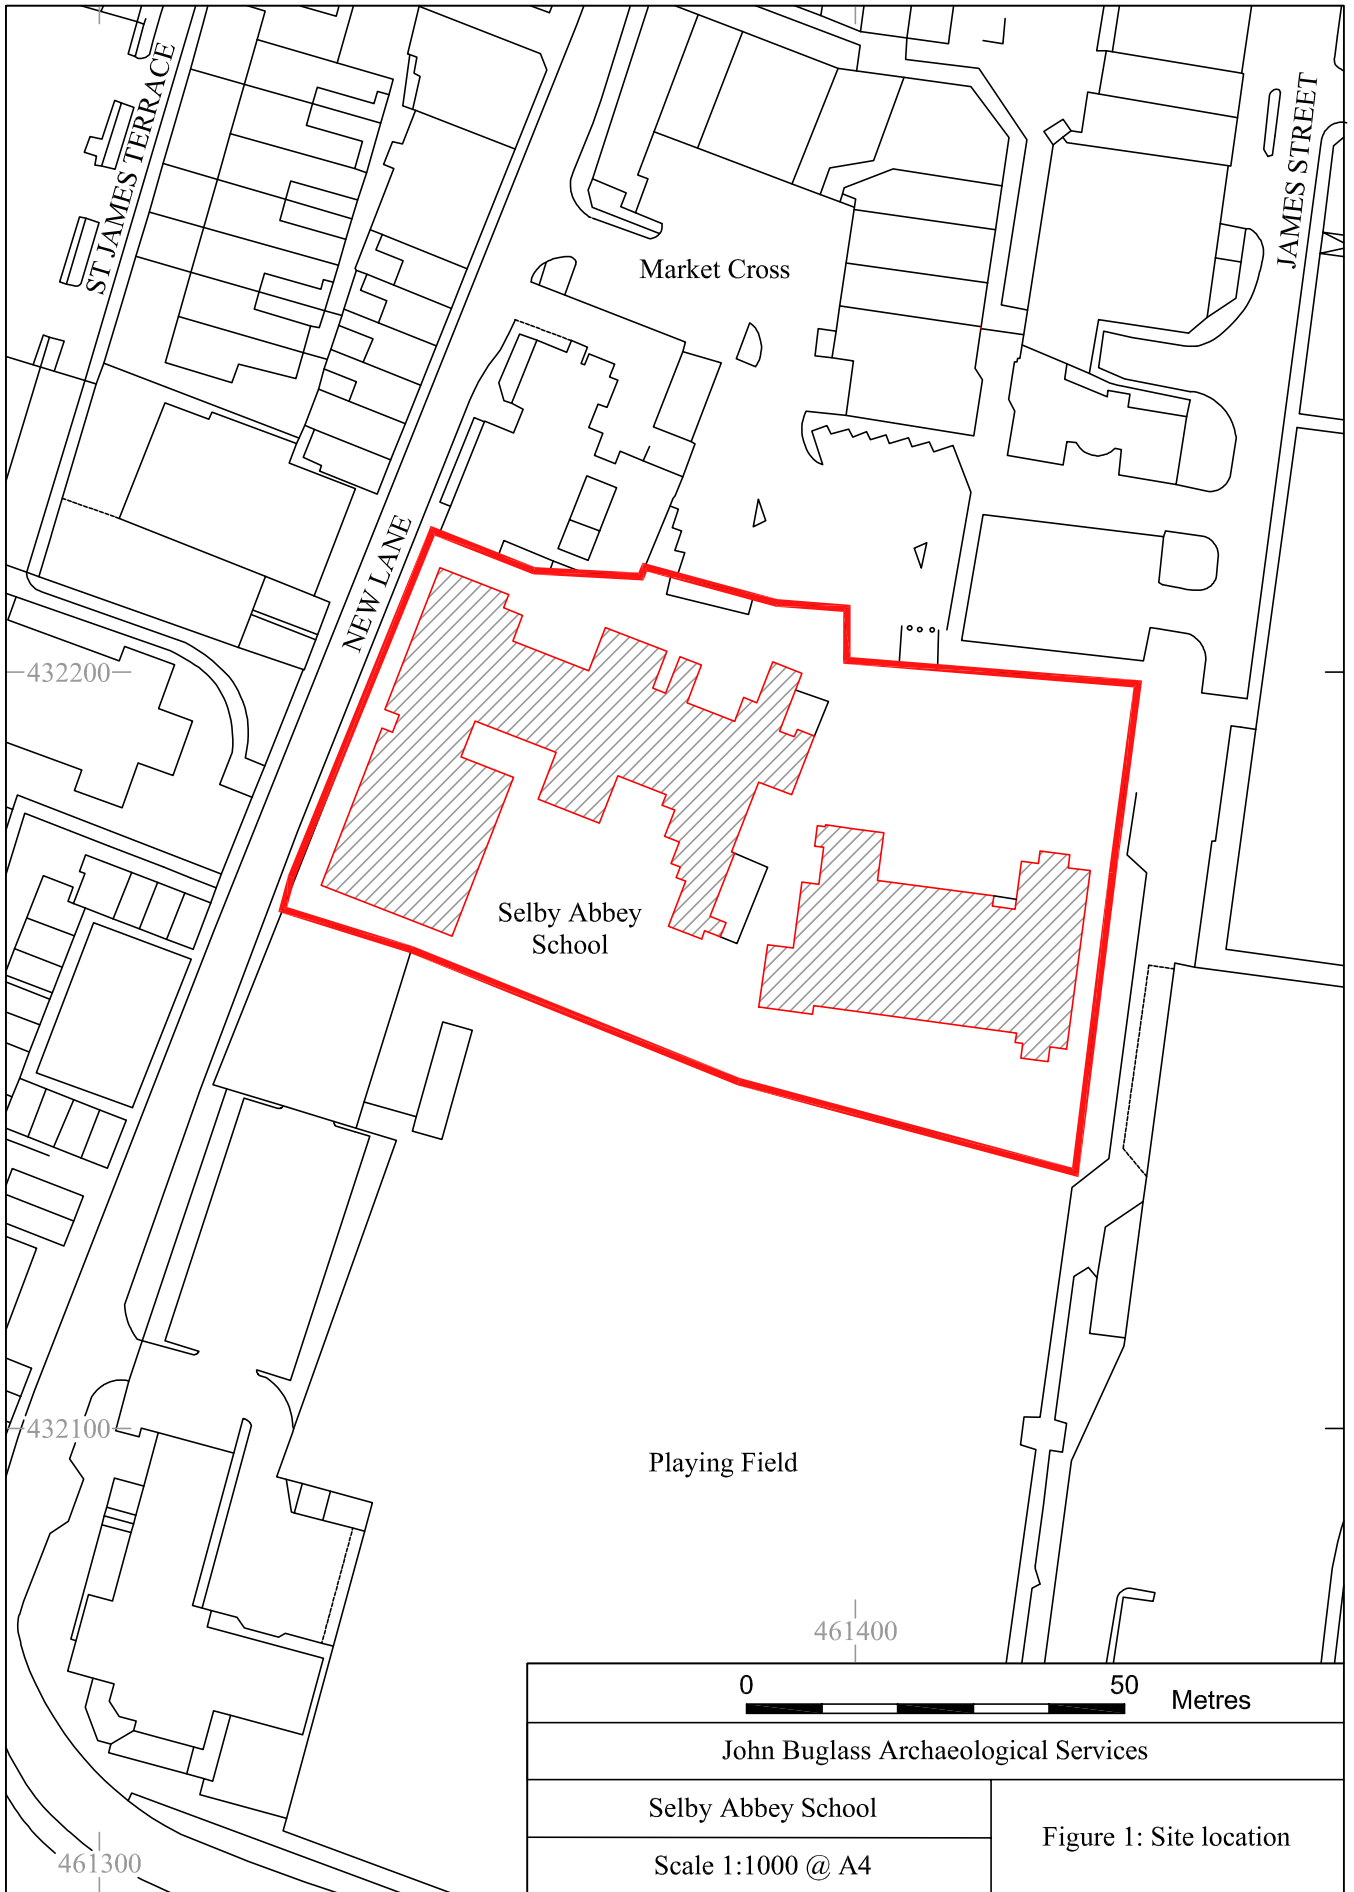 ST JAMES TERRACE
JAMES STREET
Market Cross
NEW LANE
432200
Selby Abbey
School
432100
Playing Field
461400
461300
0 50 Metres
John Buglass Archaeological Services
Selby Abbey School
Scale 1:1000 @ A4
Figure 1: Site location